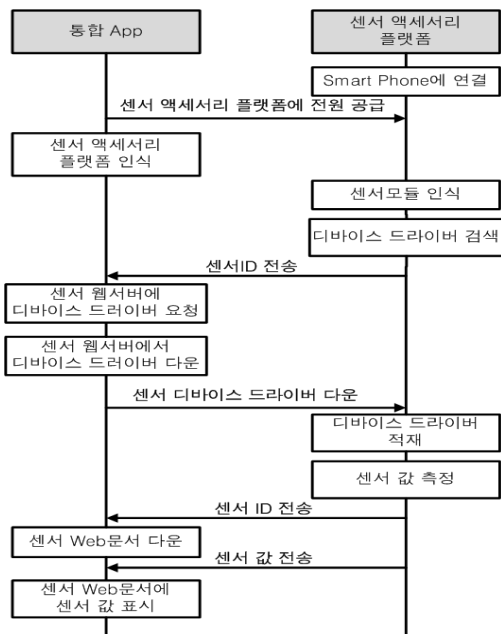 통합 App
센서 액세서리
플랫폼
Smart Phone에 연결
센서 액세서리 플랫폼에 전원 공급
센서 액세서리
플랫폼 인식
센서모듈 인식
디바이스 드라이버 검색
센서ID 전송
센서 웹서버에
디바이스 드러이버 요청
센서 웹서버에서
디바이스 드러이버 다운
센서 디바이스 드라이버 다운
디바이스 드라이버
적재
센서 값 측정
센서 ID 전송
센서 Web문서 다운
센서 값 전송
센서 Web문서에
센서 값 표시